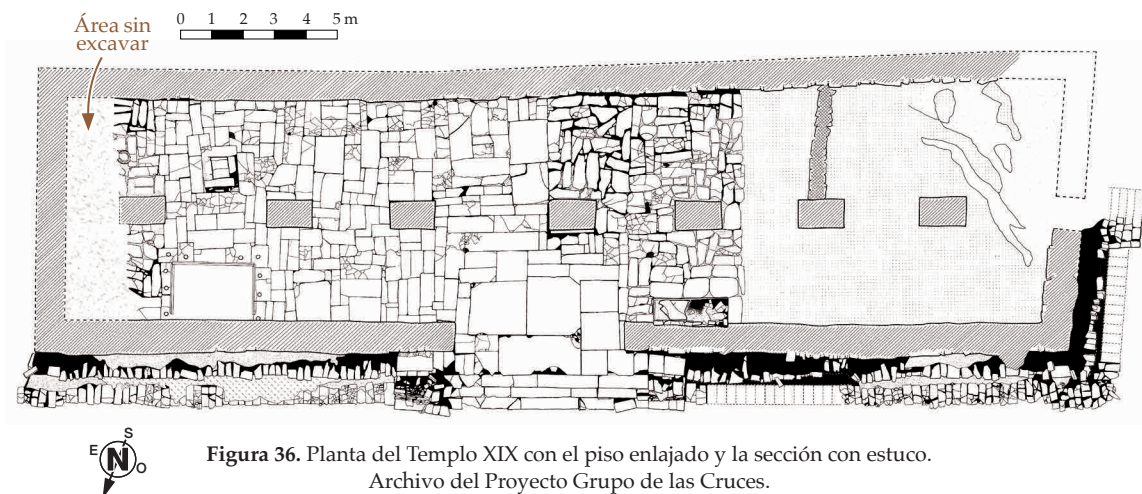 Área sin
excavar
0 1 2 3 4 5 m
S
E N O
Figura 36. Planta del Templo XIX con el piso enlajado y la sección con estuco.
Archivo del Proyecto Grupo de las Cruces.